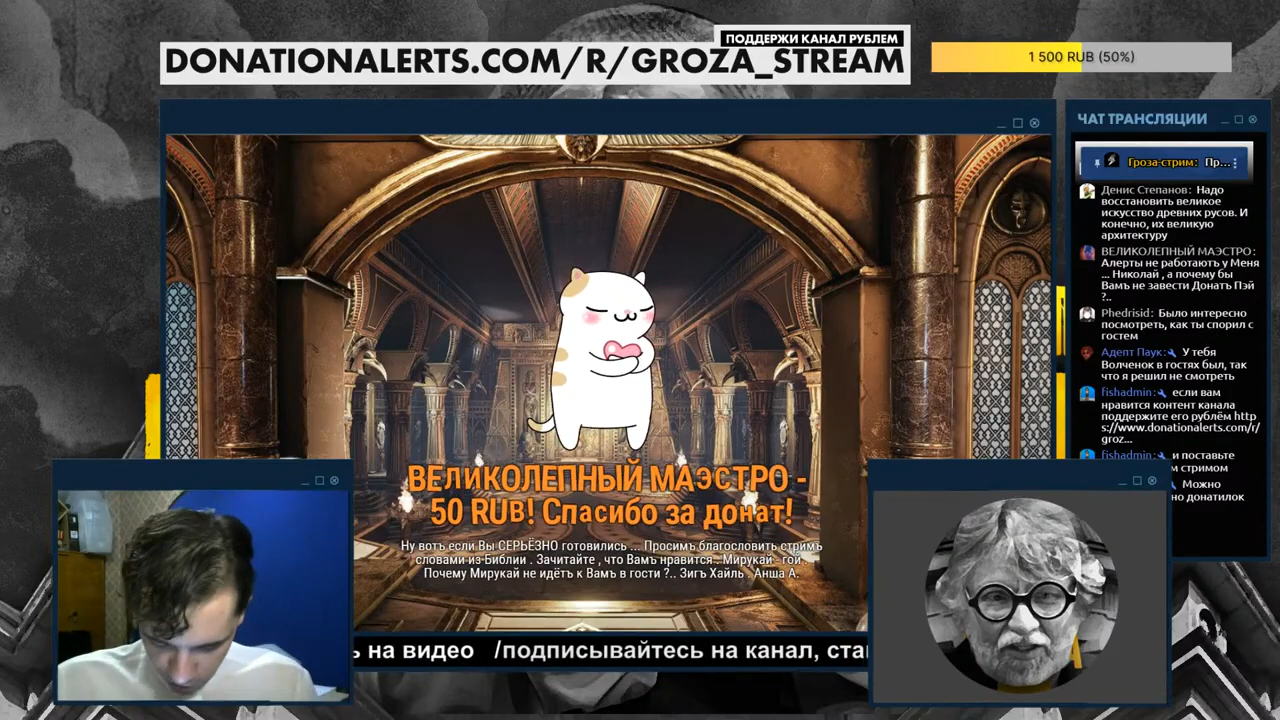 ПОДДЕРЖИ КАНАЛ РУБЛЕМ
DONATIONALERTS.COM/R/GROZA_STREAM
1 500 RUB (50%)
ЧАТ ТРАНСЛЯЦИИ
Гроза-стрим: Пр...
Денис Степанов: Надо
восстановить великое
искусство древних русов. И
конечно, их великую
архитектуру
ВЕЛИКОЛЕПНЫЙ МАЭСТРО:
Алерты не работають у Меня
... Николай , а почему бы
Вамъ не завести Донать Пэй
?..
Phedrisid: Было интересно
посмотреть, как ты спорил с
гостем
Адепт Паук: У тебя
Волченок в гостях был, так
что я решил не смотреть
fishadmin: если вам
нравится контент канала
поддержите его рублём http
s://www.donationalerts.com/r/
groz...
fishadmin: и поставьте
стримом
Можно
донатилок
ВЕЛИКОЛЕПНЫЙ МАЭСТРО -
50 RUB! Спасибо за донат!
Ну вотъ если Вы СЕРЬЁЗНО готовились ... Просимъ благословить стримъ
словами из Библии . Зачитайте , что Вамъ нравится . Мирукай - гой .
Почему Мирукай не идётъ к Вамъ в гости ?.. Зигъ Хайль . Анша А.
ь на видео /подписывайтесь на канал, ста